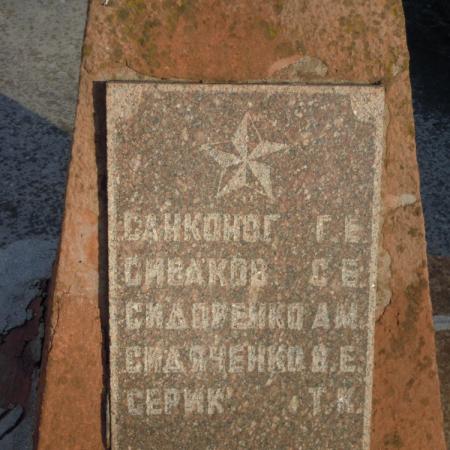 САНКОНОГ Г.Е.
СИВАКОВ С.Е.
СИДОРЕНКО А.М.
СИДЯЧЕНКО В.Е.
СЕРИК Т.К.